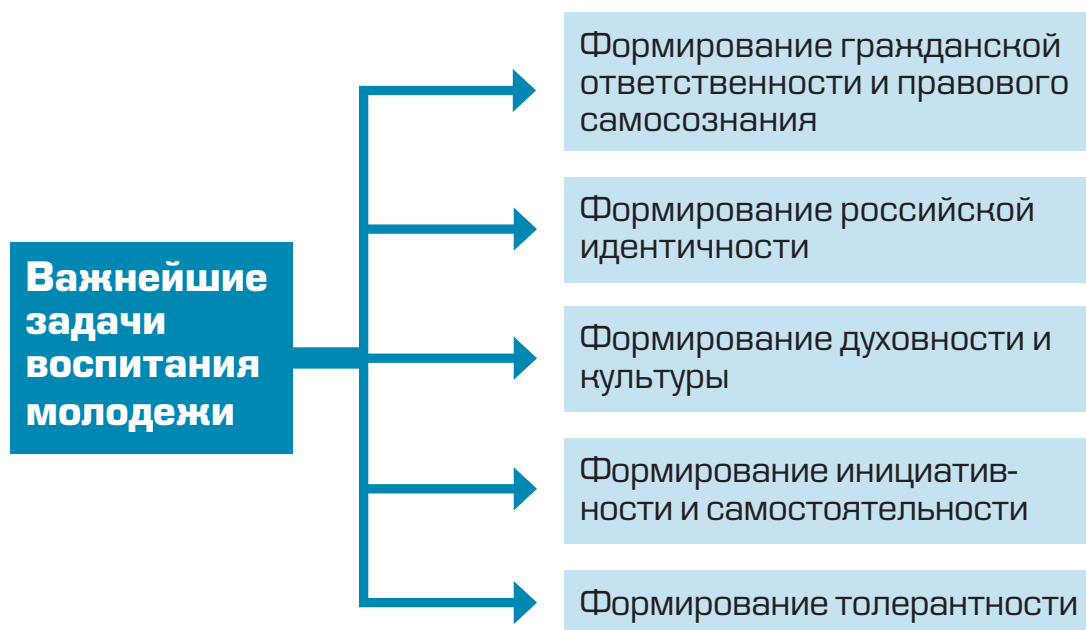 Важнейшие
задачи
воспитания
молодежи
Формирование гражданской
ответственности и правового
самосознания
Формирование российской
идентичности
Формирование духовности и
культуры
Формирование инициатив-
ности и самостоятельности
Формирование толерантности